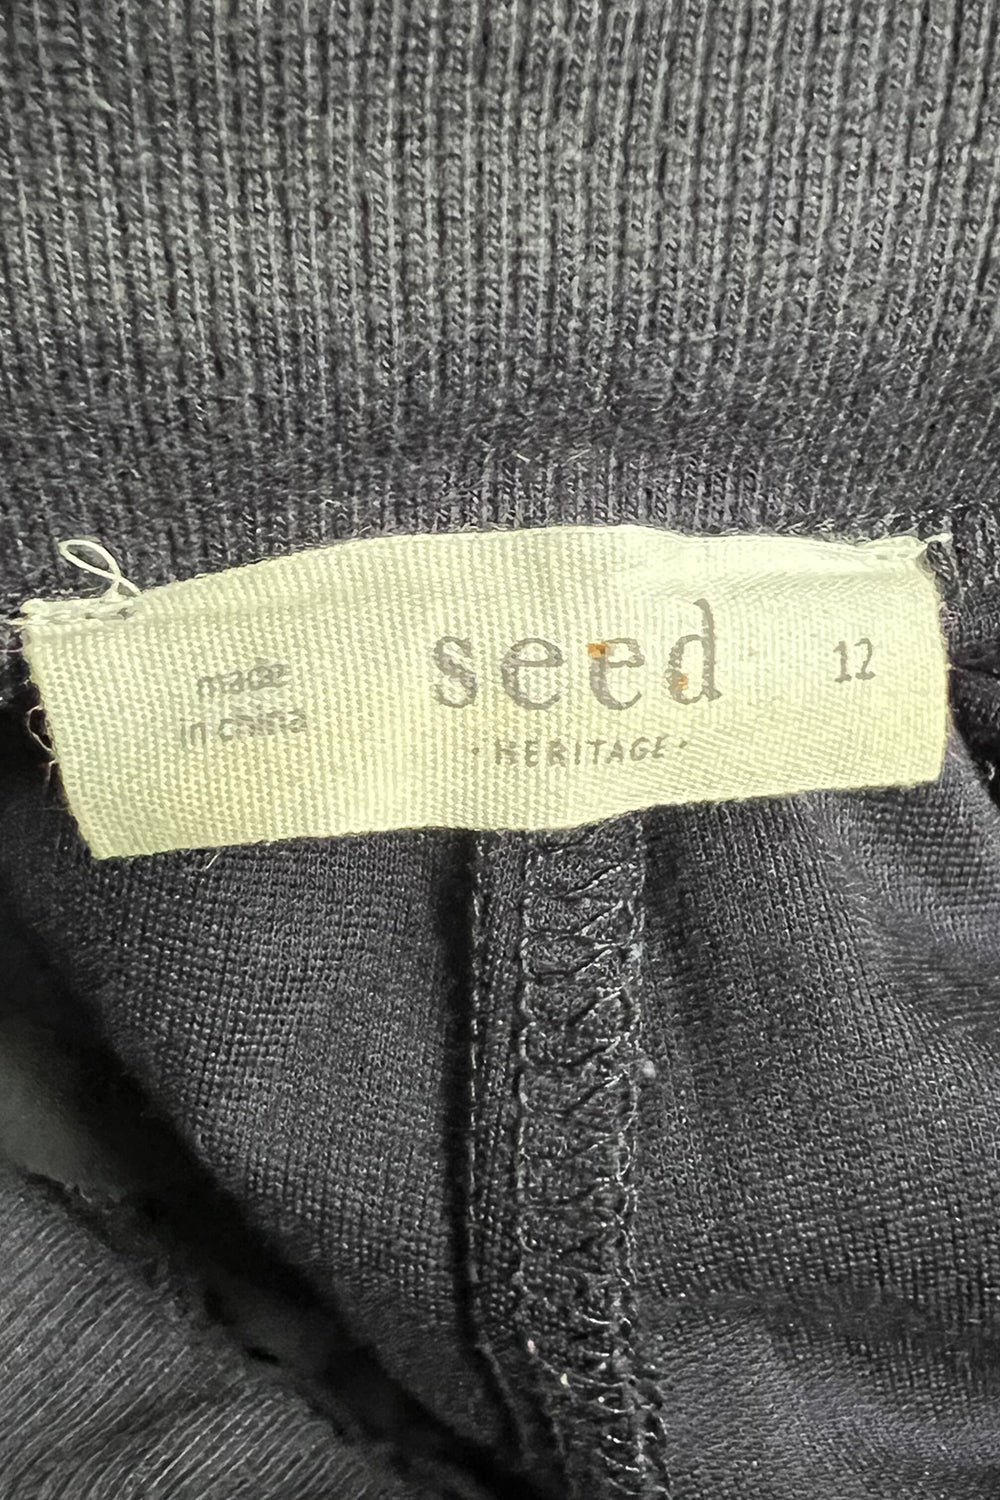 made
in china
seed
12
· HERITAGE ·